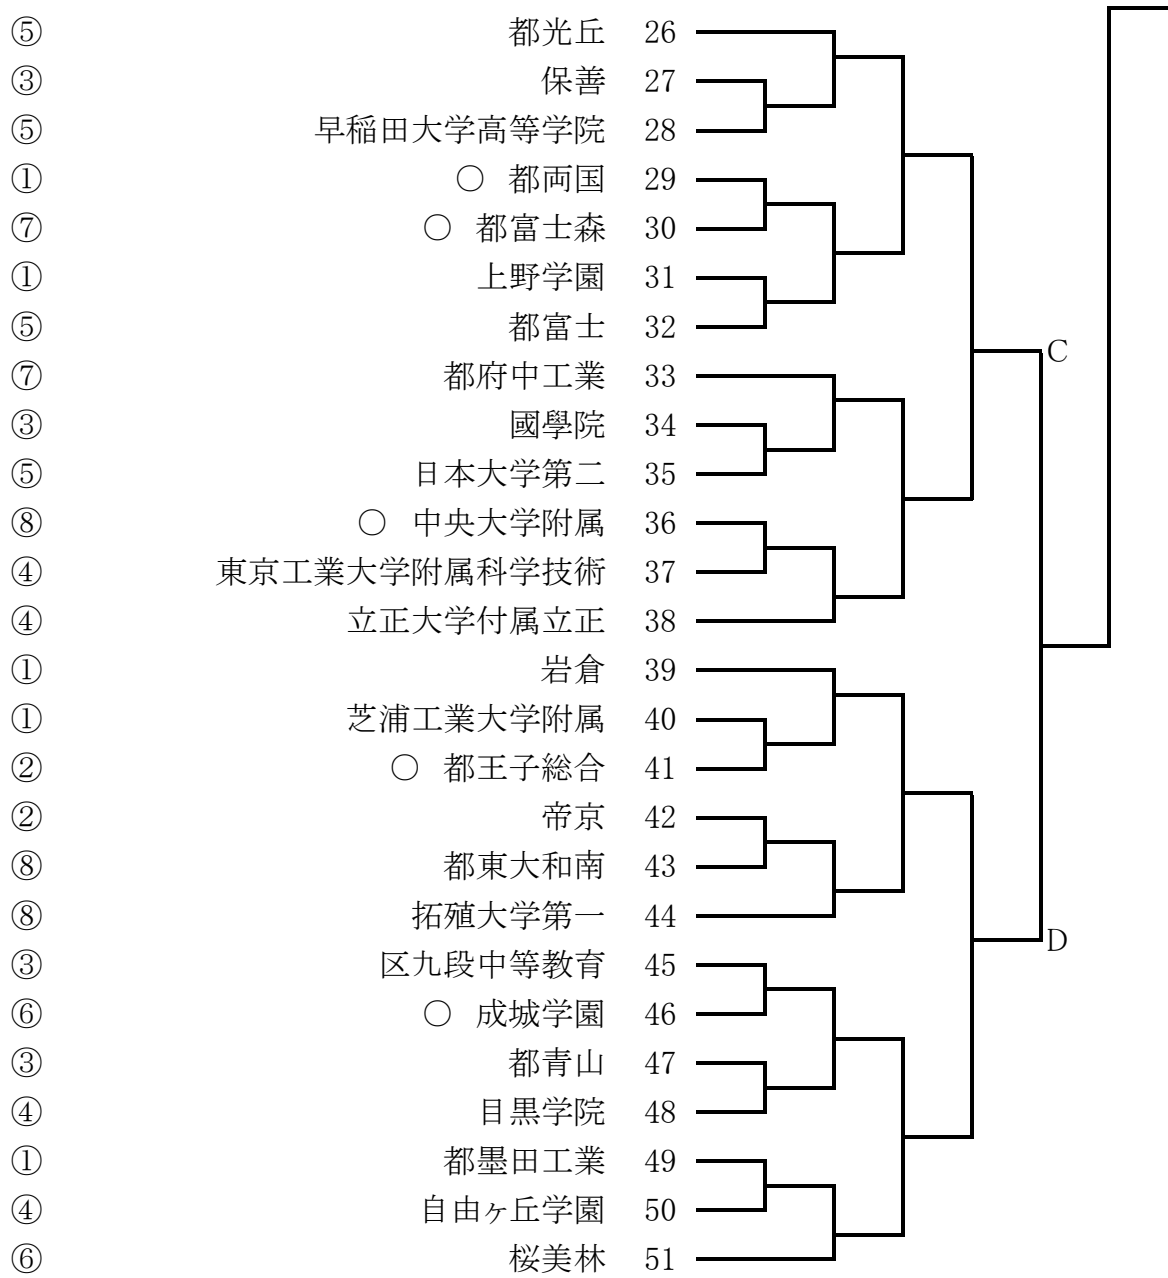 ⑤ 都光丘 26
③ 保善 27
⑤ 早稲田大学高等学院 28
① ○ 都両国 29
⑦ ○ 都富士森 30
① 上野学園 31
⑤ 都富士 32
C
⑦ 都府中工業 33
③ 國學院 34
⑤ 日本大学第二 35
⑧ ○ 中央大学附属 36
④ 東京工業大学附属科学技術 37
④ 立正大学付属立正 38
① 岩倉 39
① 芝浦工業大学附属 40
② ○ 都王子総合 41
② 帝京 42
⑧ 都東大和南 43
⑧ 拓殖大学第一 44
D
③ 区九段中等教育 45
⑥ ○ 成城学園 46
③ 都青山 47
④ 目黒学院 48
① 都墨田工業 49
④ 自由ヶ丘学園 50
⑥ 桜美林 51